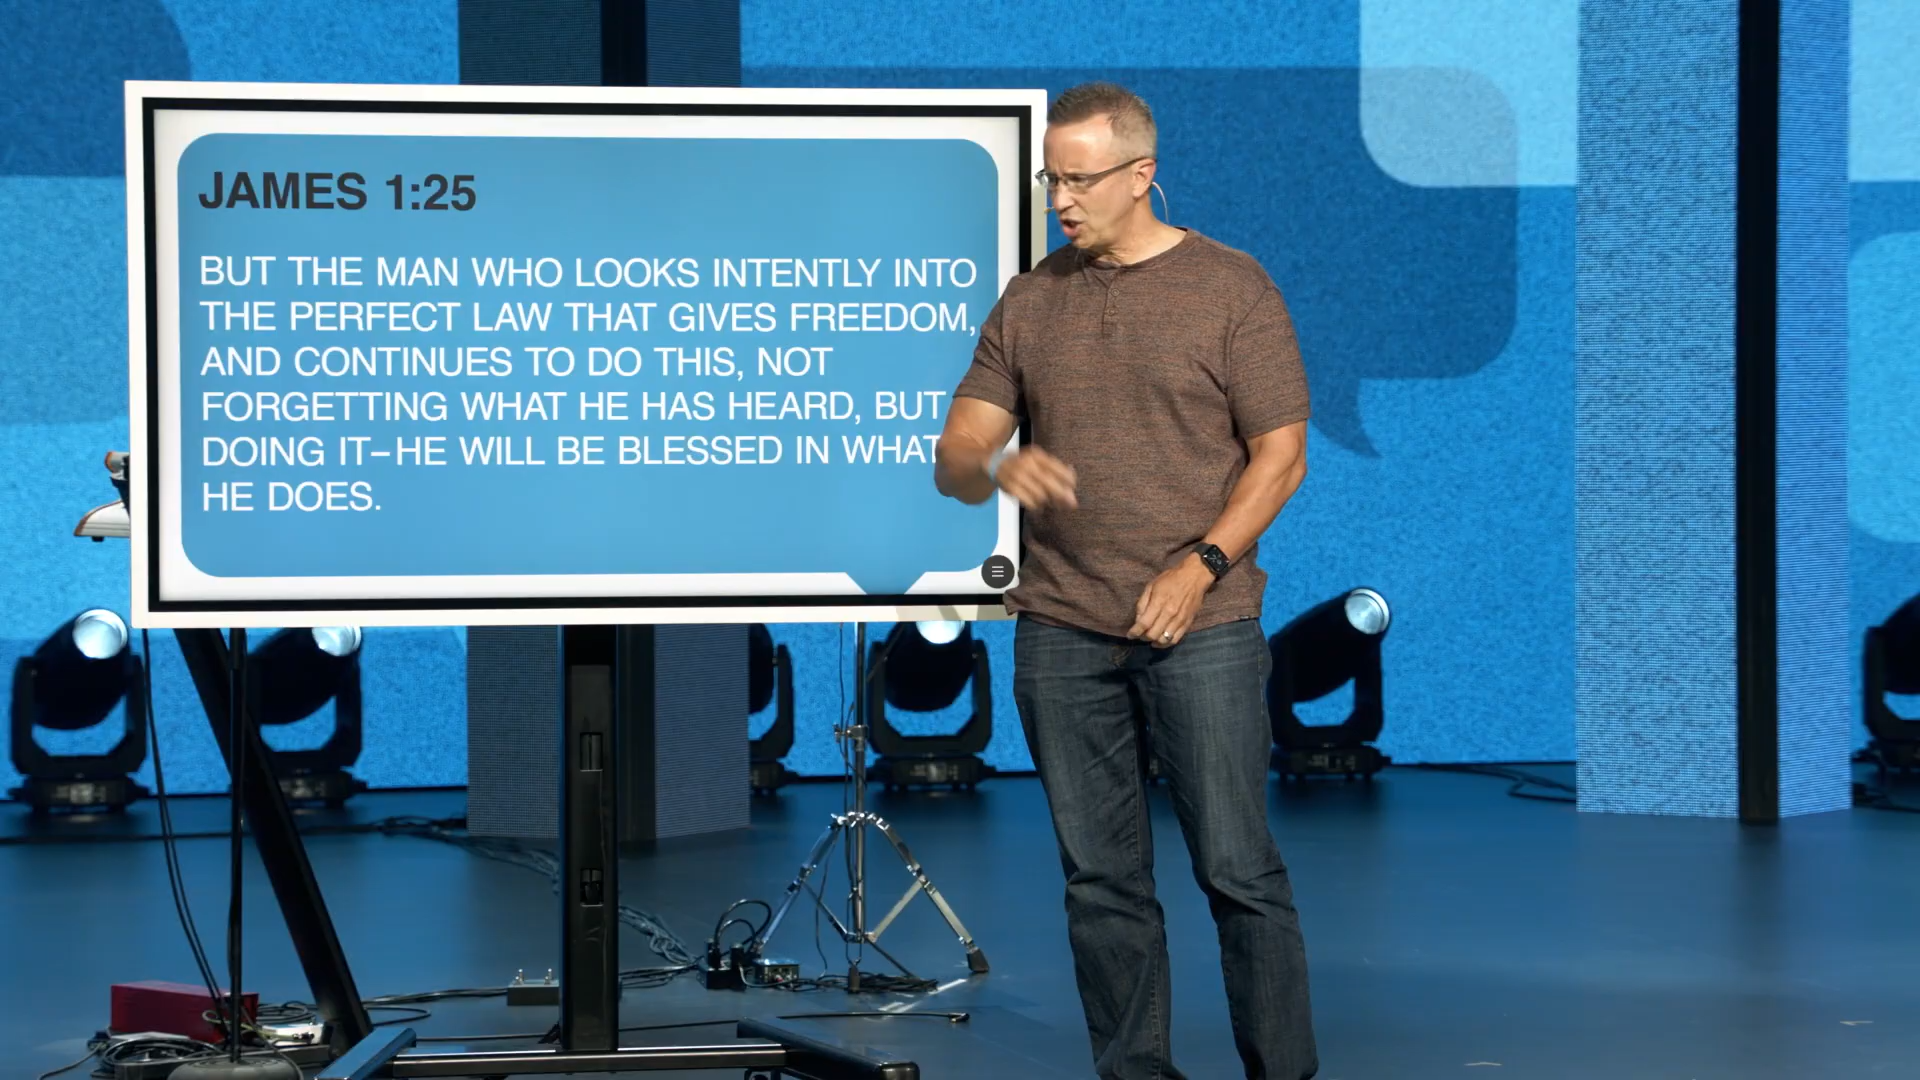 JAMES 1:25
BUT THE MAN WHO LOOKS INTENTLY INTO
THE PERFECT LAW THAT GIVES FREEDOM,
AND CONTINUES TO DO THIS, NOT
FORGETTING WHAT HE HAS HEARD, BUT
DOING IT–HE WILL BE BLESSED IN WHAT
HE DOES.